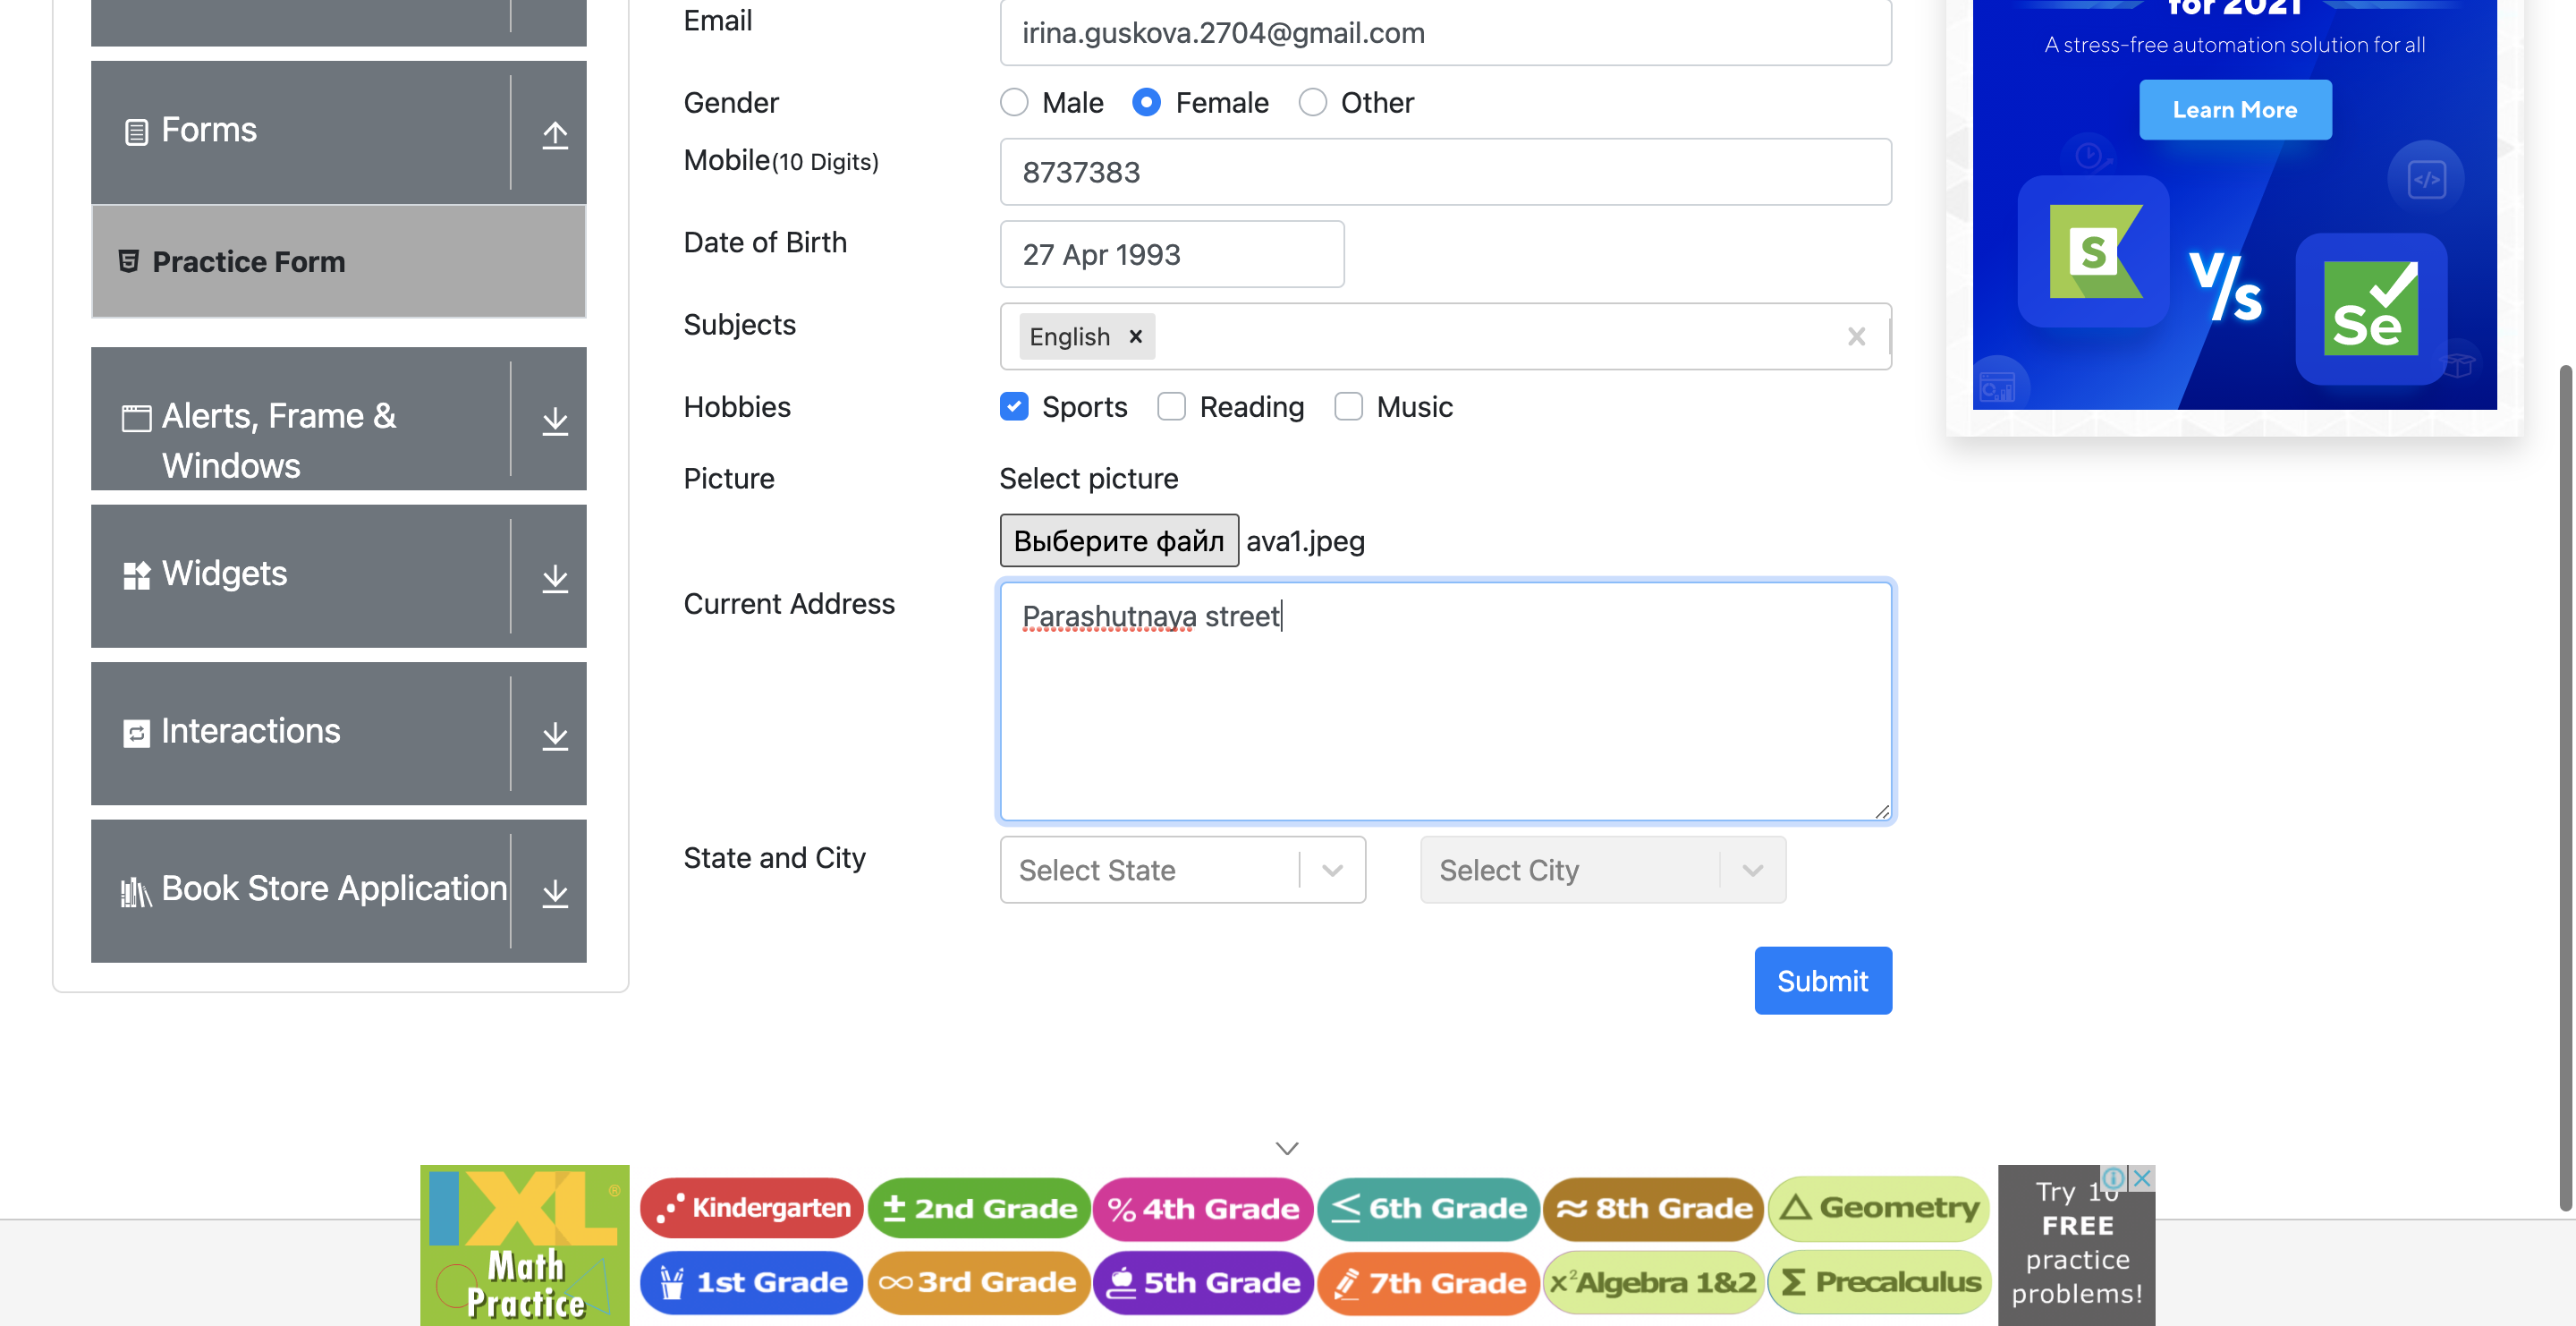 Forms
Practice Form
Alerts, Frame &
Windows
Widgets
Interactions
Book Store Application
Email
irina.guskova.2704@gmail.com
Gender
Male
Female
Other
Mobile(10 Digits)
8737383
Date of Birth
27 Apr 1993
Subjects
English ×
Hobbies
Sports
Reading
Music
Picture
Select picture
Выберите файл ava1.jpeg
Current Address
Parashutnaya street
State and City
Select State
Select City
Submit
for 2021
A stress-free automation solution for all
Learn More
S
V/s
Se
</>
IXL®
Math
Practice
Kindergarten
± 2nd Grade
% 4th Grade
≤ 6th Grade
≈ 8th Grade
△ Geometry
1st Grade
∞ 3rd Grade
5th Grade
7th Grade
x² Algebra 1&2
Σ Precalculus
Try 10
FREE
practice
problems!